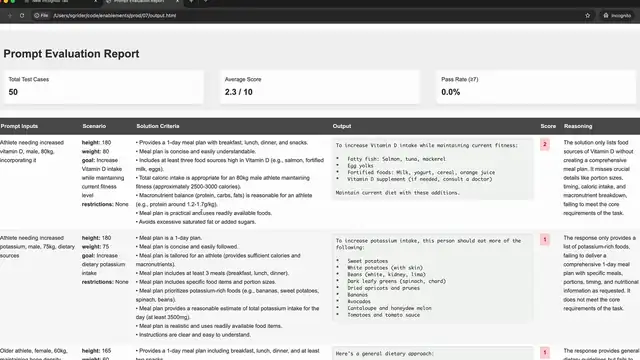 New Incognito Tab
Prompt Evaluation Report
File
/Users/sgrider/code/enablements/prod/07/output.html
Incognito
Prompt Evaluation Report
Total Test Cases
50
Average Score
2.3 / 10
Pass Rate (≥7)
0.0%
Prompt Inputs
Scenario
Solution Criteria
Output
Score
Reasoning
Athlete needing increased
vitamin D, male, 80kg,
incorporating it
height: 180
weight: 80
goal: Increase
Vitamin D intake
while maintaining
current fitness
level
restrictions: None
• Provides a 1-day meal plan with breakfast, lunch, dinner, and snacks.
• Meal plan is concise and easily understandable.
• Includes at least three food sources high in Vitamin D (e.g., salmon, fortified
milk, eggs).
• Total caloric intake is appropriate for an 80kg male athlete maintaining
fitness (approximately 2500-3000 calories).
• Macronutrient balance (protein, carbs, fats) is reasonable for an athlete
(e.g., protein around 1.2-1.7g/kg).
• Meal plan is practical and uses readily available foods.
• Avoids excessive saturated fat or added sugars.
To increase Vitamin D intake while maintaining current fitness:
* Fatty fish: Salmon, tuna, mackerel
* Egg yolks
* Fortified foods: Milk, yogurt, cereal, orange juice
* Vitamin D supplement (if needed, consult a doctor)
Maintain current diet with these additions.
2
The solution only lists food
sources of Vitamin D without
creating a comprehensive
meal plan. It misses crucial
details like portion sizes,
timing, caloric intake, and
macronutrient breakdown,
failing to meet the core
requirements of the task.
Athlete needing increased
potassium, male, 75kg, dietary
sources
height: 180
weight: 75
goal: Increase
dietary potassium
intake
restrictions: None
• Meal plan is a 1-day plan.
• Meal plan is concise and easily followed.
• Meal plan is tailored for an athlete (provides sufficient calories and
macronutrients).
• Meal plan includes at least 3 meals (breakfast, lunch, dinner).
• Meal plan includes specific food items and portion sizes.
• Meal plan prioritizes potassium-rich foods (e.g., bananas, sweet potatoes,
spinach, beans).
• Meal plan provides a reasonable estimate of total potassium intake for the
day (at least 3500mg).
• Meal plan is realistic and uses readily available food items.
• Instructions are clear and easy to understand.
To increase potassium intake, this person should eat more of the
following:
* Sweet potatoes
* White potatoes (with skin)
* Beans (white, kidney, lima)
* Dark leafy greens (spinach, chard)
* Dried apricots and prunes
* Bananas
* Avocados
* Cantaloupe and honeydew melon
* Tomatoes and tomato sauce
1
The response only provides a
list of potassium-rich foods,
failing to deliver a
comprehensive 1-day meal
plan with specific meals,
portions, timing, and nutritional
information as requested. It
does not meet the core
requirements of the task.
Older athlete, female, 60kg,
height: 165
• Provides a 1-day meal plan including breakfast, lunch, dinner, and at least
Here's a general dietary approach:
1
The response provides general